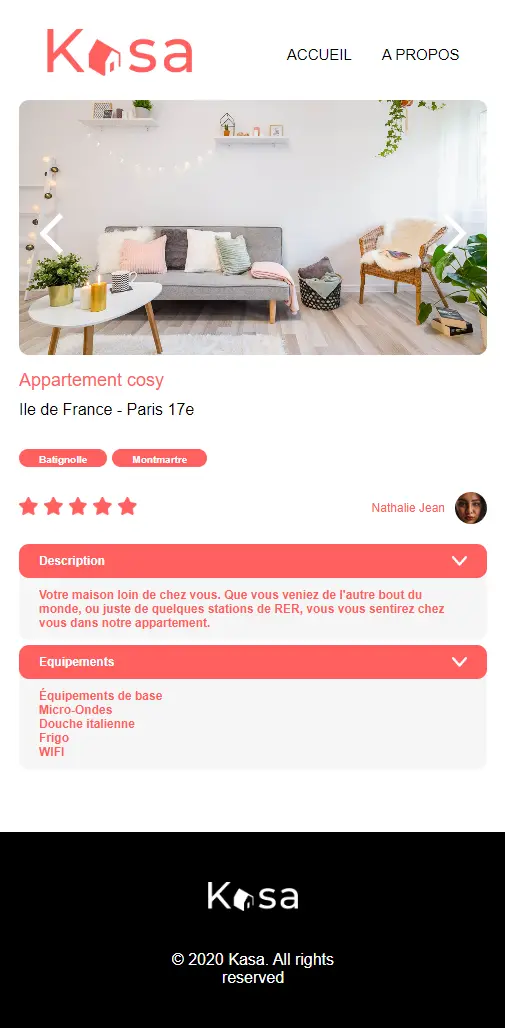 Kasa
ACCUEIL A PROPOS
Appartement cosy
Ile de France - Paris 17e
Batignolle Montmartre
Nathalie Jean
Description
Votre maison loin de chez vous. Que vous veniez de l'autre bout du
monde, ou juste de quelques stations de RER, vous vous sentirez chez
vous dans notre appartement.
Equipements
Équipements de base
Micro-Ondes
Douche italienne
Frigo
WIFI
Kasa
© 2020 Kasa. All rights
reserved